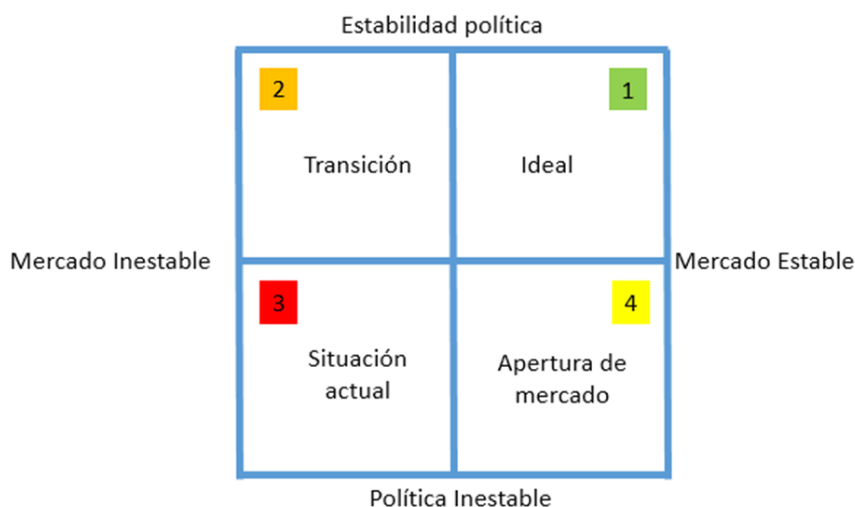 Estabilidad política
2
1
Transición
Ideal
Mercado Inestable
Mercado Estable
3
4
Situación
actual
Apertura de
mercado
Política Inestable